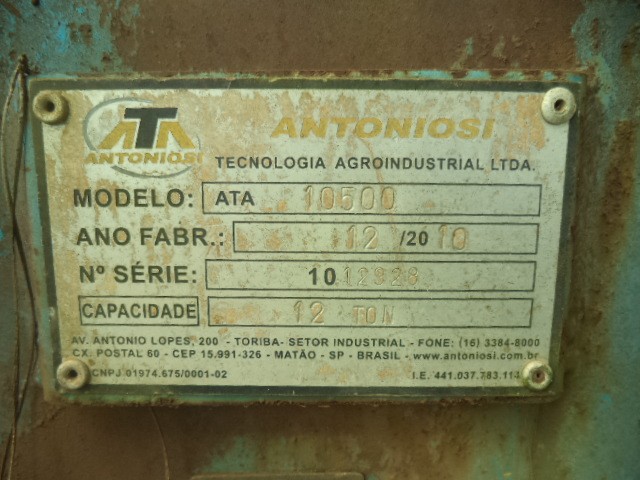 ATA
ANTONIOSI
ANTONIOSI
TECNOLOGIA AGROINDUSTRIAL LTDA.
MODELO: ATA 10500
ANO FABR.: 12 /2010
Nº SÉRIE: 1012928
CAPACIDADE 12 TON
AV. ANTONIO LOPES, 200 - TORIBA- SETOR INDUSTRIAL - FONE: (16) 3384-8000
CX. POSTAL 60 - CEP 15.991-326 - MATÃO - SP - BRASIL - www.antoniosi.com.br
CNPJ 01974.675/0001-02 I.E. 441.037.783.114